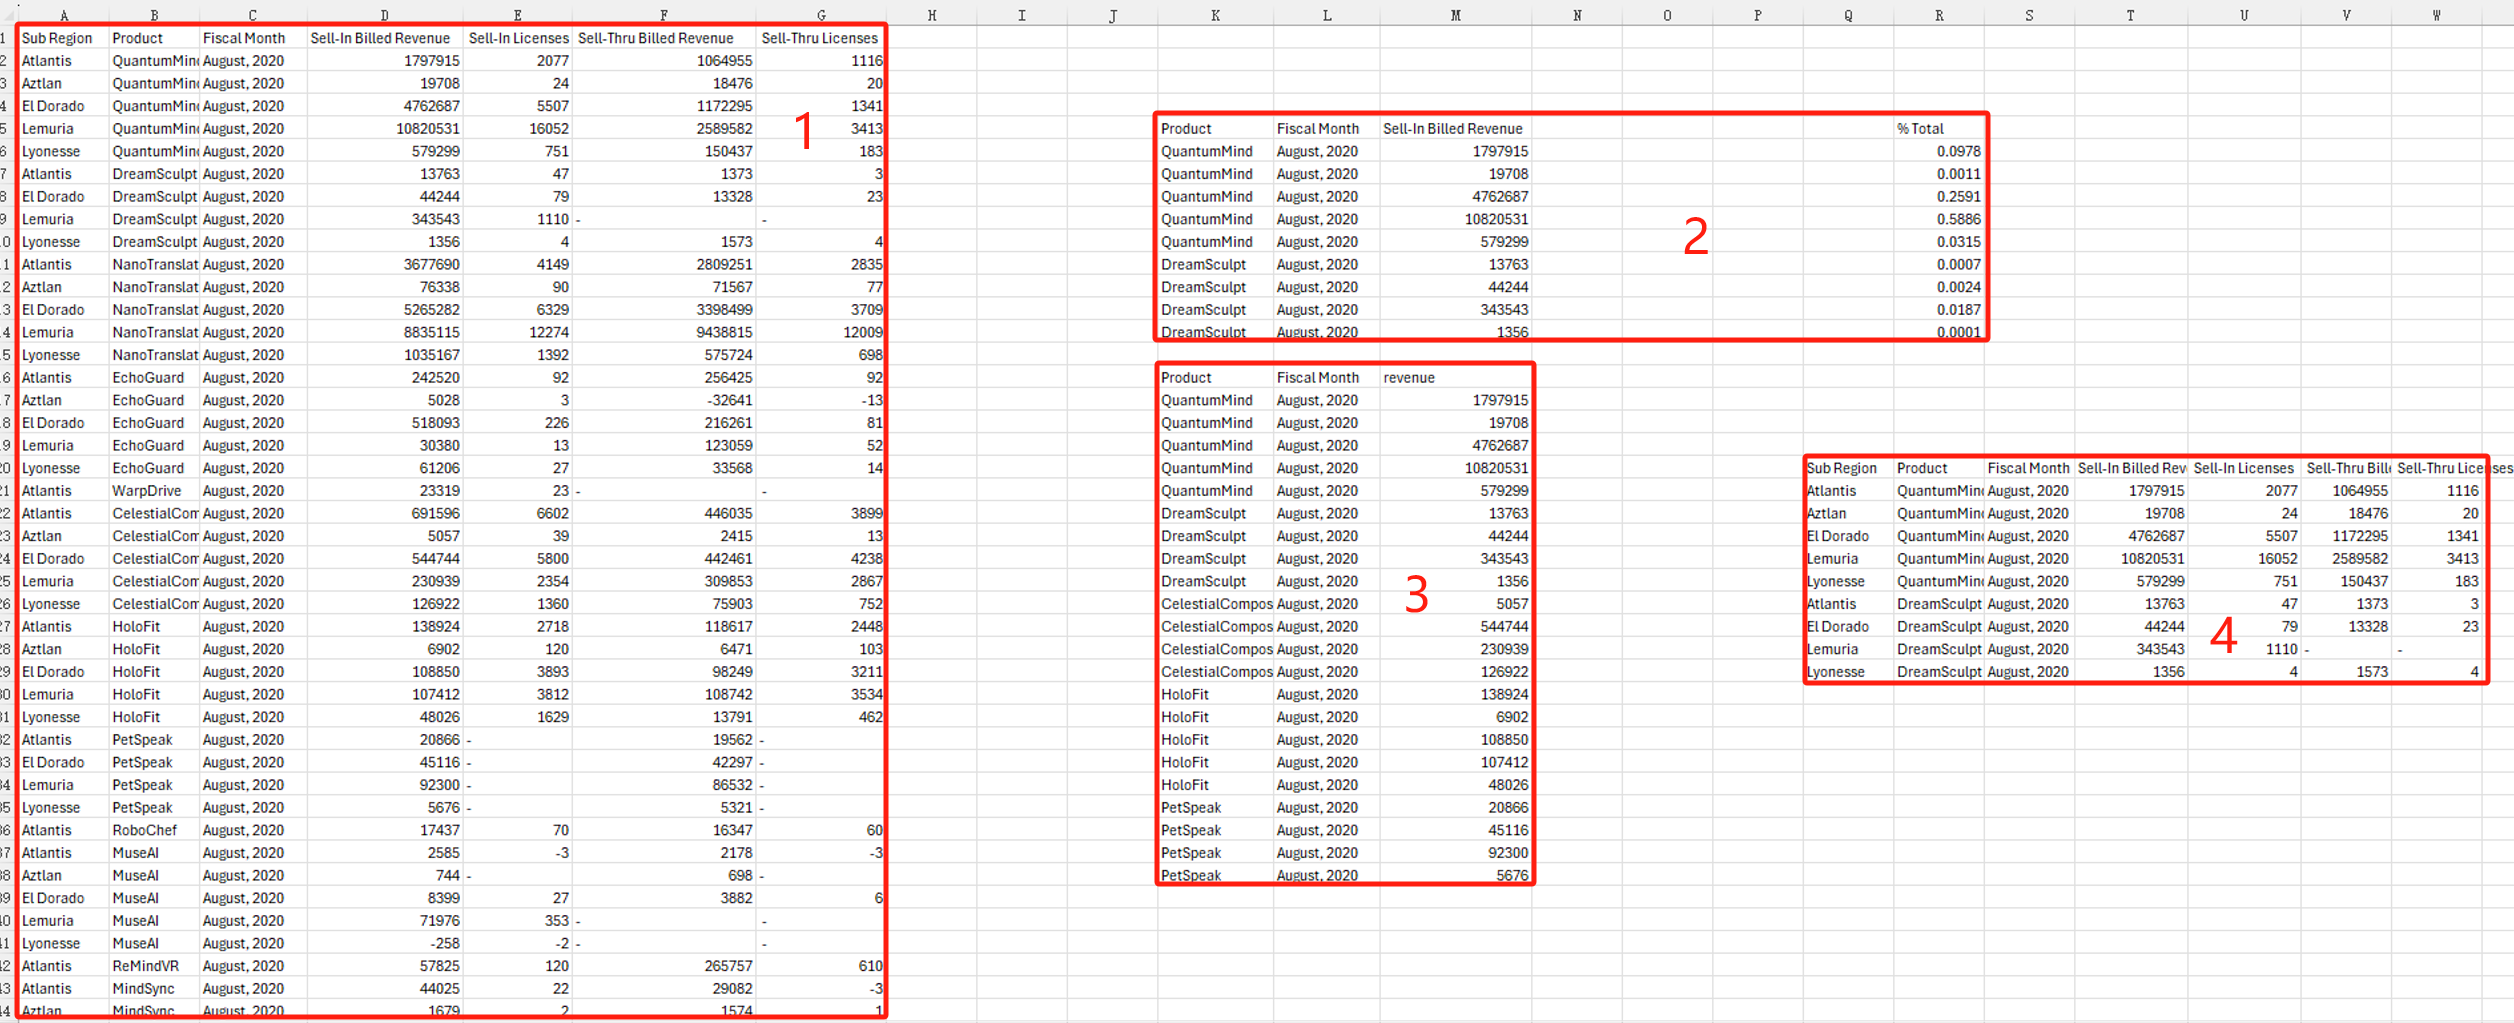 A B C D E F G H I J K L M N O P Q R S T U V W
1 Sub Region Product Fiscal Month Sell-In Billed Revenue Sell-In Licenses Sell-Thru Billed Revenue Sell-Thru Licenses
2 Atlantis QuantumMind August, 2020 1797915 2077 1064955 1116
3 Aztlan QuantumMind August, 2020 19708 24 18476 20
4 El Dorado QuantumMind August, 2020 4762687 5507 1172295 1341
5 Lemuria QuantumMind August, 2020 10820531 16052 2589582 3413 Product Fiscal Month Sell-In Billed Revenue % Total
6 Lyonesse QuantumMind August, 2020 579299 751 150437 183 QuantumMind August, 2020 1797915 0.0978
7 Atlantis DreamSculpt August, 2020 13763 47 1373 3 QuantumMind August, 2020 19708 0.0011
8 El Dorado DreamSculpt August, 2020 44244 79 13328 23 QuantumMind August, 2020 4762687 0.2591
9 Lemuria DreamSculpt August, 2020 343543 1110 - - QuantumMind August, 2020 10820531 0.5886
0 Lyonesse DreamSculpt August, 2020 1356 4 1573 4 QuantumMind August, 2020 579299 0.0315
1 Atlantis NanoTranslat August, 2020 3677690 4149 2809251 2835 DreamSculpt August, 2020 13763 0.0007
2 Aztlan NanoTranslat August, 2020 76338 90 71567 77 DreamSculpt August, 2020 44244 0.0024
3 El Dorado NanoTranslat August, 2020 5265282 6329 3398499 3709 DreamSculpt August, 2020 343543 0.0187
4 Lemuria NanoTranslat August, 2020 8835115 12274 9438815 12009 DreamSculpt August, 2020 1356 0.0001
5 Lyonesse NanoTranslat August, 2020 1035167 1392 575724 698
6 Atlantis EchoGuard August, 2020 242520 92 256425 92 Product Fiscal Month revenue
7 Aztlan EchoGuard August, 2020 5028 3 -32641 -13 QuantumMind August, 2020 1797915
8 El Dorado EchoGuard August, 2020 518093 226 216261 81 QuantumMind August, 2020 19708
9 Lemuria EchoGuard August, 2020 30380 13 123059 52 QuantumMind August, 2020 4762687
20 Lyonesse EchoGuard August, 2020 61206 27 33568 14 QuantumMind August, 2020 10820531 Sub Region Product Fiscal Month Sell-In Billed Rev Sell-In Licenses Sell-Thru Bille Sell-Thru Licenses
21 Atlantis WarpDrive August, 2020 23319 23 - - QuantumMind August, 2020 579299 Atlantis QuantumMind August, 2020 1797915 2077 1064955 1116
22 Atlantis CelestialCom August, 2020 691596 6602 446035 3899 DreamSculpt August, 2020 13763 Aztlan QuantumMind August, 2020 19708 24 18476 20
23 Aztlan CelestialCom August, 2020 5057 39 2415 13 DreamSculpt August, 2020 44244 El Dorado QuantumMind August, 2020 4762687 5507 1172295 1341
24 El Dorado CelestialCom August, 2020 544744 5800 442461 4238 DreamSculpt August, 2020 343543 Lemuria QuantumMind August, 2020 10820531 16052 2589582 3413
25 Lemuria CelestialCom August, 2020 230939 2354 309853 2867 DreamSculpt August, 2020 1356 Lyonesse QuantumMind August, 2020 579299 751 150437 183
26 Lyonesse CelestialCom August, 2020 126922 1360 75903 752 CelestialCompos August, 2020 5057 Atlantis DreamSculpt August, 2020 13763 47 1373 3
27 Atlantis HoloFit August, 2020 138924 2718 118617 2448 CelestialCompos August, 2020 544744 El Dorado DreamSculpt August, 2020 44244 79 13328 23
28 Aztlan HoloFit August, 2020 6902 120 6471 103 CelestialCompos August, 2020 230939 Lemuria DreamSculpt August, 2020 343543 1110 - -
29 El Dorado HoloFit August, 2020 108850 3893 98249 3211 CelestialCompos August, 2020 126922 Lyonesse DreamSculpt August, 2020 1356 4 1573 4
30 Lemuria HoloFit August, 2020 107412 3812 108742 3534 HoloFit August, 2020 138924
31 Lyonesse HoloFit August, 2020 48026 1629 13791 462 HoloFit August, 2020 6902
32 Atlantis PetSpeak August, 2020 20866 - 19562 - HoloFit August, 2020 108850
33 El Dorado PetSpeak August, 2020 45116 - 42297 - HoloFit August, 2020 107412
34 Lemuria PetSpeak August, 2020 92300 - 86532 - HoloFit August, 2020 48026
35 Lyonesse PetSpeak August, 2020 5676 - 5321 - PetSpeak August, 2020 20866
36 Atlantis RoboChef August, 2020 17437 70 16347 60 PetSpeak August, 2020 45116
37 Atlantis MuseAI August, 2020 2585 -3 2178 -3 PetSpeak August, 2020 92300
38 Aztlan MuseAI August, 2020 744 - 698 - PetSpeak August, 2020 5676
39 El Dorado MuseAI August, 2020 8399 27 3882 6
40 Lemuria MuseAI August, 2020 71976 353 - -
41 Lyonesse MuseAI August, 2020 -258 -2 - -
42 Atlantis ReMindVR August, 2020 57825 120 265757 610
43 Atlantis MindSync August, 2020 44025 22 29082 -3
44 Aztlan MindSync August, 2020 1679 2 1574 1
1
2
3
4